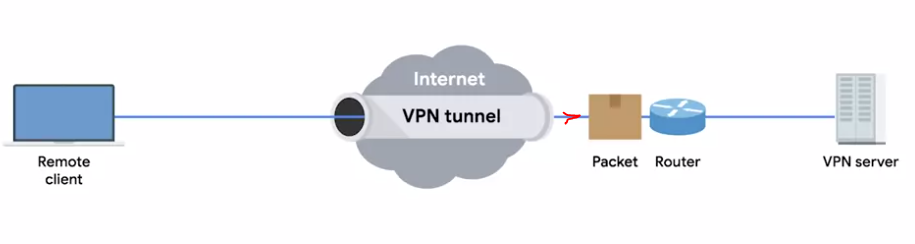 Internet
VPN tunnel
Remote
client
Packet
Router
VPN server